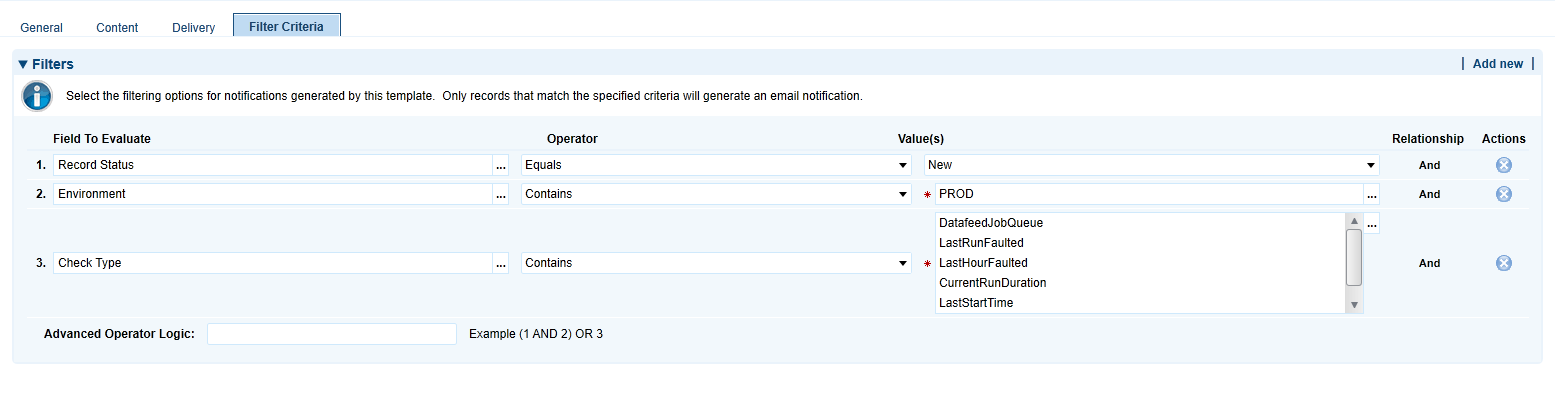 General Content Delivery Filter Criteria
Filters | Add new |
Select the filtering options for notifications generated by this template. Only records that match the specified criteria will generate an email notification.
Field To Evaluate Operator Value(s) Relationship Actions
1. Record Status ... Equals New And
2. Environment ... Contains * PROD ... And
DatafeedJobQueue ...
LastRunFaulted
3. Check Type ... Contains * LastHourFaulted And
CurrentRunDuration
LastStartTime
Advanced Operator Logic: Example (1 AND 2) OR 3